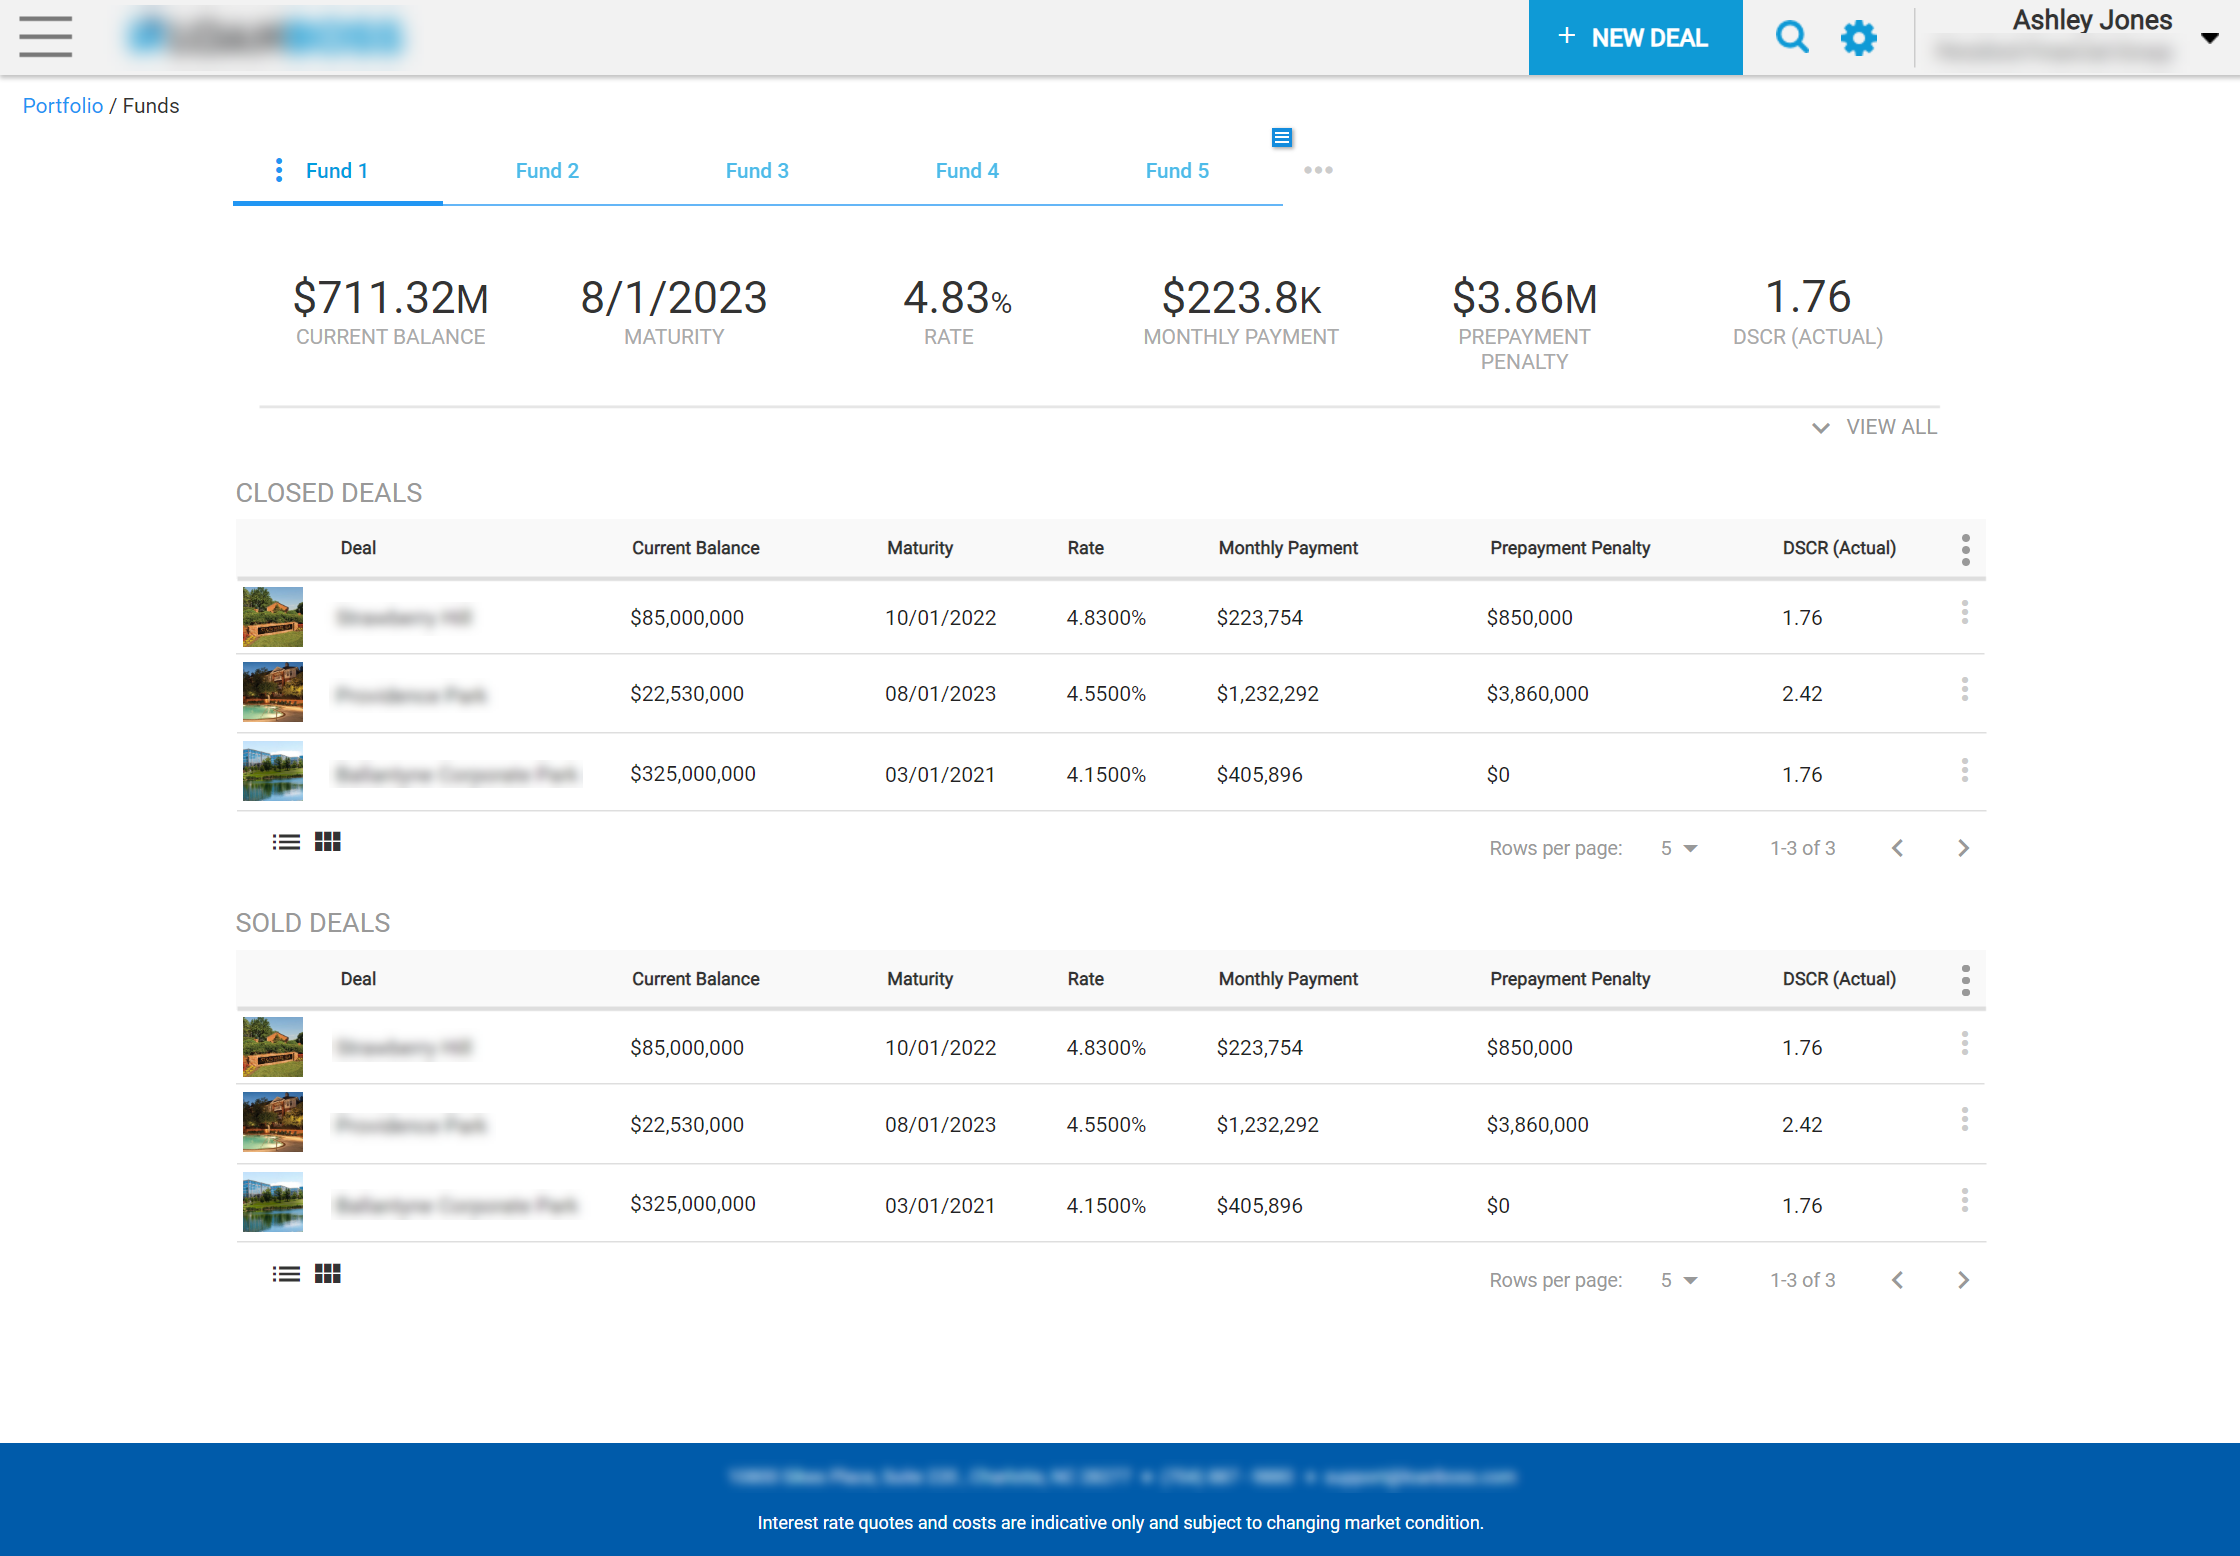 + NEW DEAL
Ashley Jones
Portfolio / Funds
Fund 1 Fund 2 Fund 3 Fund 4 Fund 5
$711.32M 8/1/2023 4.83% $223.8K $3.86M 1.76
CURRENT BALANCE MATURITY RATE MONTHLY PAYMENT PREPAYMENT PENALTY DSCR (ACTUAL)
VIEW ALL
CLOSED DEALS
Deal Current Balance Maturity Rate Monthly Payment Prepayment Penalty DSCR (Actual)
$85,000,000 10/01/2022 4.8300% $223,754 $850,000 1.76
$22,530,000 08/01/2023 4.5500% $1,232,292 $3,860,000 2.42
$325,000,000 03/01/2021 4.1500% $405,896 $0 1.76
Rows per page: 5 1-3 of 3
SOLD DEALS
Deal Current Balance Maturity Rate Monthly Payment Prepayment Penalty DSCR (Actual)
$85,000,000 10/01/2022 4.8300% $223,754 $850,000 1.76
$22,530,000 08/01/2023 4.5500% $1,232,292 $3,860,000 2.42
$325,000,000 03/01/2021 4.1500% $405,896 $0 1.76
Rows per page: 5 1-3 of 3
Interest rate quotes and costs are indicative only and subject to changing market condition.